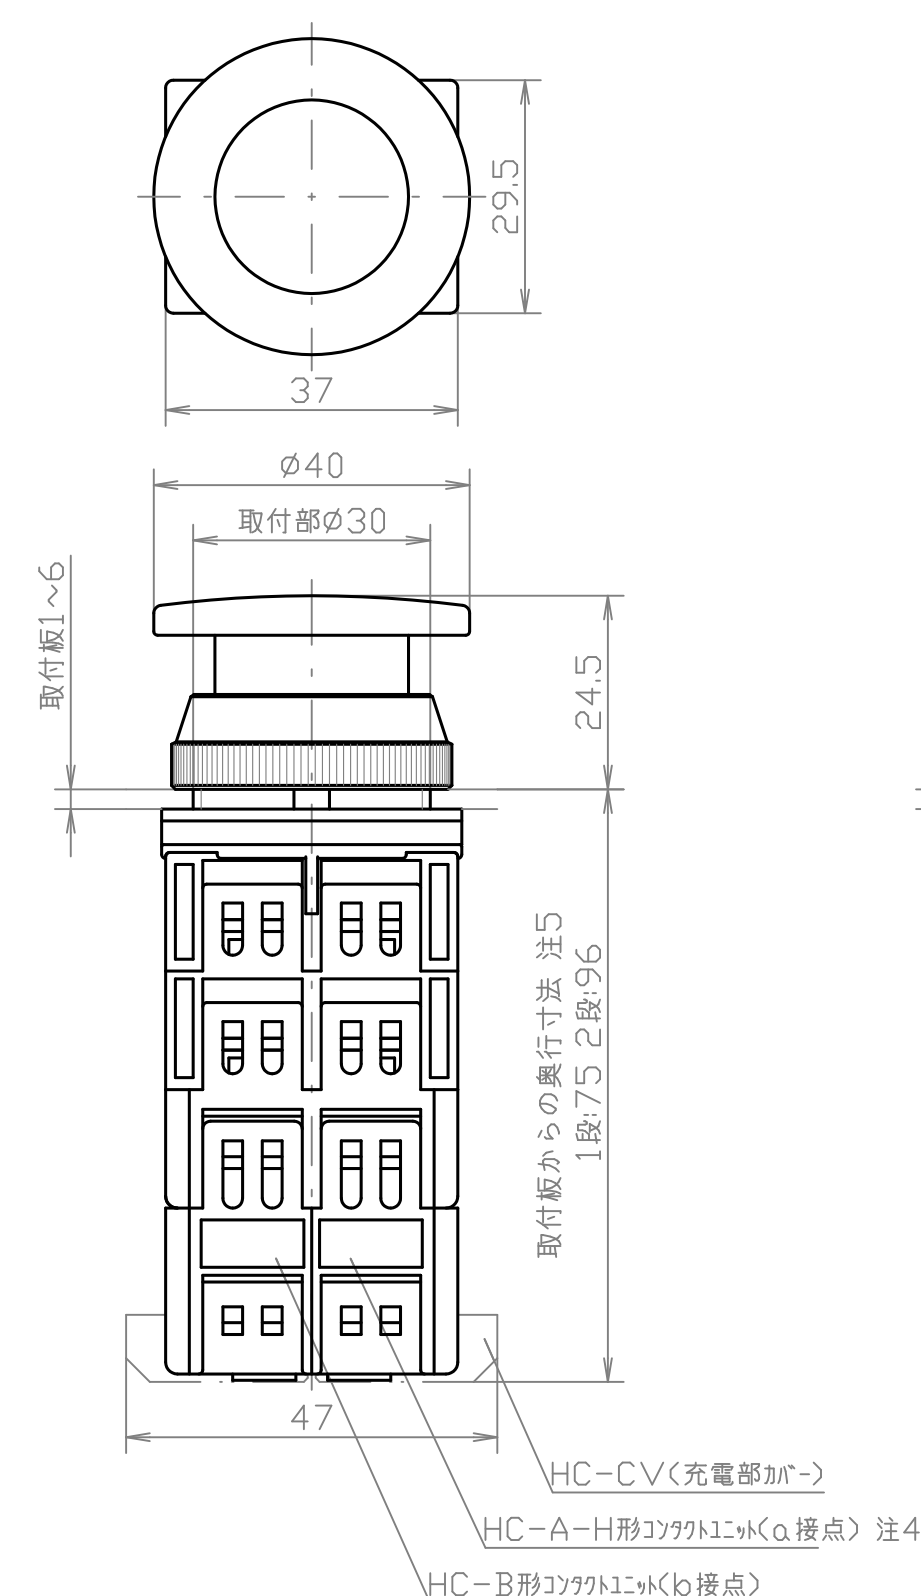 29.5
37
φ40
取付部φ30
取付板1~6
24.5
取付板からの奥行寸法 注5
1段:75 2段:96
47
HC-CV(充電部ｶﾊﾞｰ)
HC-A-H形ｺﾝﾀｸﾄﾕﾆｯﾄ(a接点) 注4
HC-B形ｺﾝﾀｸﾄﾕﾆｯﾄ(b接点)